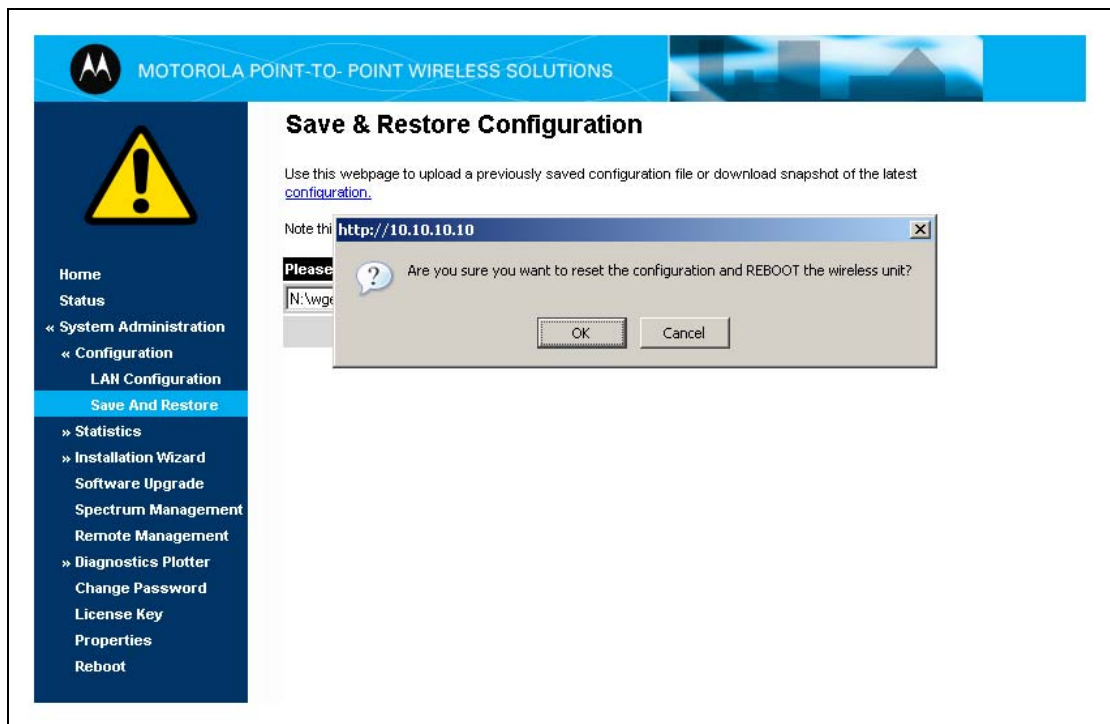 MOTOROLA POINT-TO- POINT WIRELESS SOLUTIONS
Save & Restore Configuration
Use this webpage to upload a previously saved configuration file or download snapshot of the latest
configuration.
Note thi
http://10.10.10.10
Are you sure you want to reset the configuration and REBOOT the wireless unit?
OK Cancel
Please
N:\wge
Home
Status
« System Administration
« Configuration
LAN Configuration
Save And Restore
» Statistics
» Installation Wizard
Software Upgrade
Spectrum Management
Remote Management
» Diagnostics Plotter
Change Password
License Key
Properties
Reboot